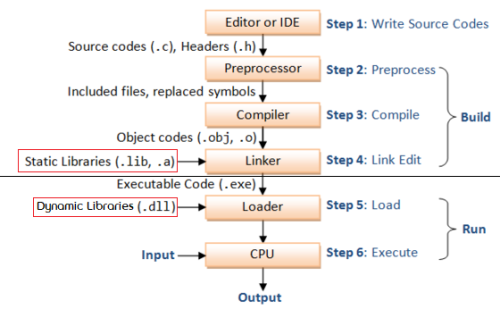 Editor or IDE
Step 1: Write Source Codes
Source codes (.c), Headers (.h)
Preprocessor
Step 2: Preprocess
Included files, replaced symbols
Compiler
Step 3: Compile
Build
Object codes (.obj, .o)
Static Libraries (.lib, .a)
Linker
Step 4: Link Edit
Executable Code (.exe)
Dynamic Libraries (.dll)
Loader
Step 5: Load
Run
Input
CPU
Step 6: Execute
Output